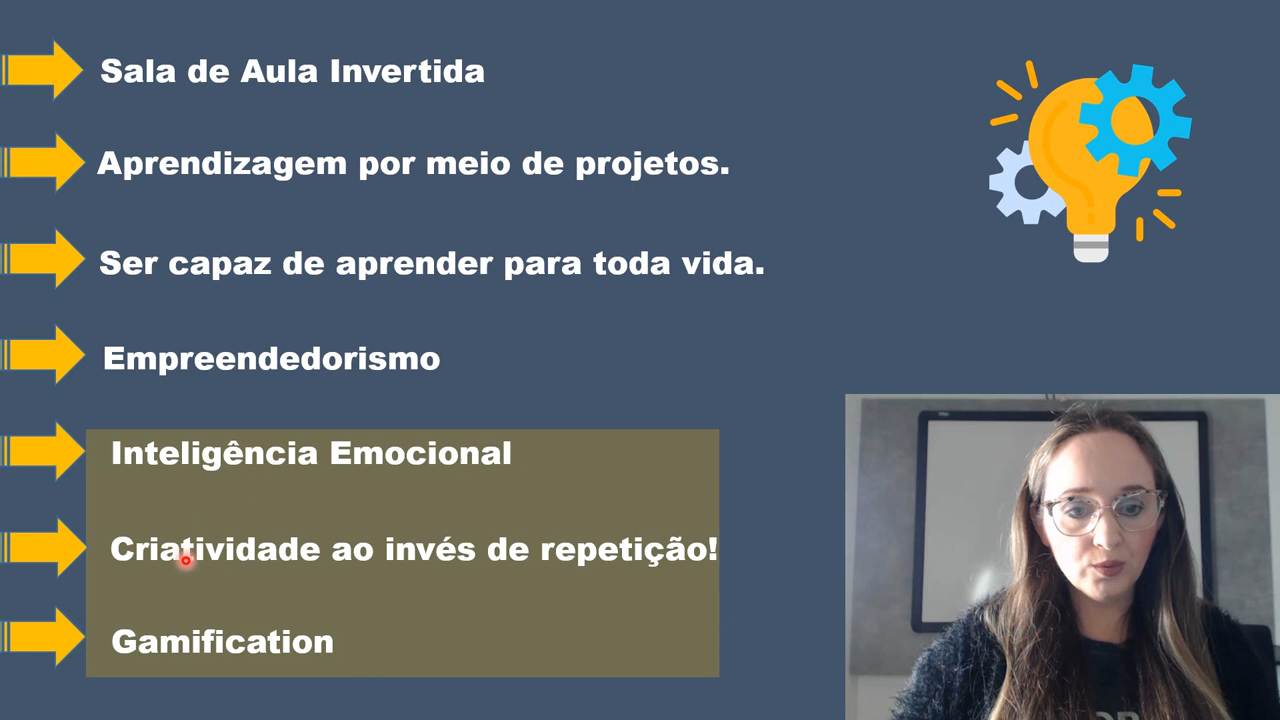 Sala de Aula Invertida
Aprendizagem por meio de projetos.
Ser capaz de aprender para toda vida.
Empreendedorismo
Inteligência Emocional
Criatividade ao invés de repetição!
Gamification